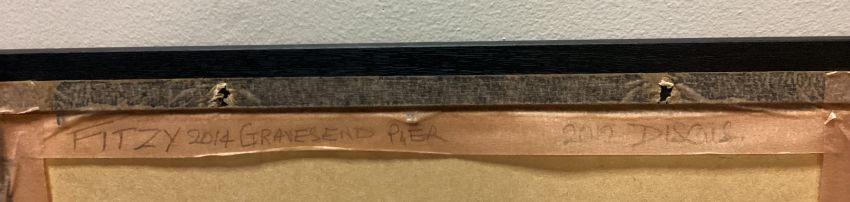 FITZY 2014 GRAVESEND PIER 2012 DISCUS.